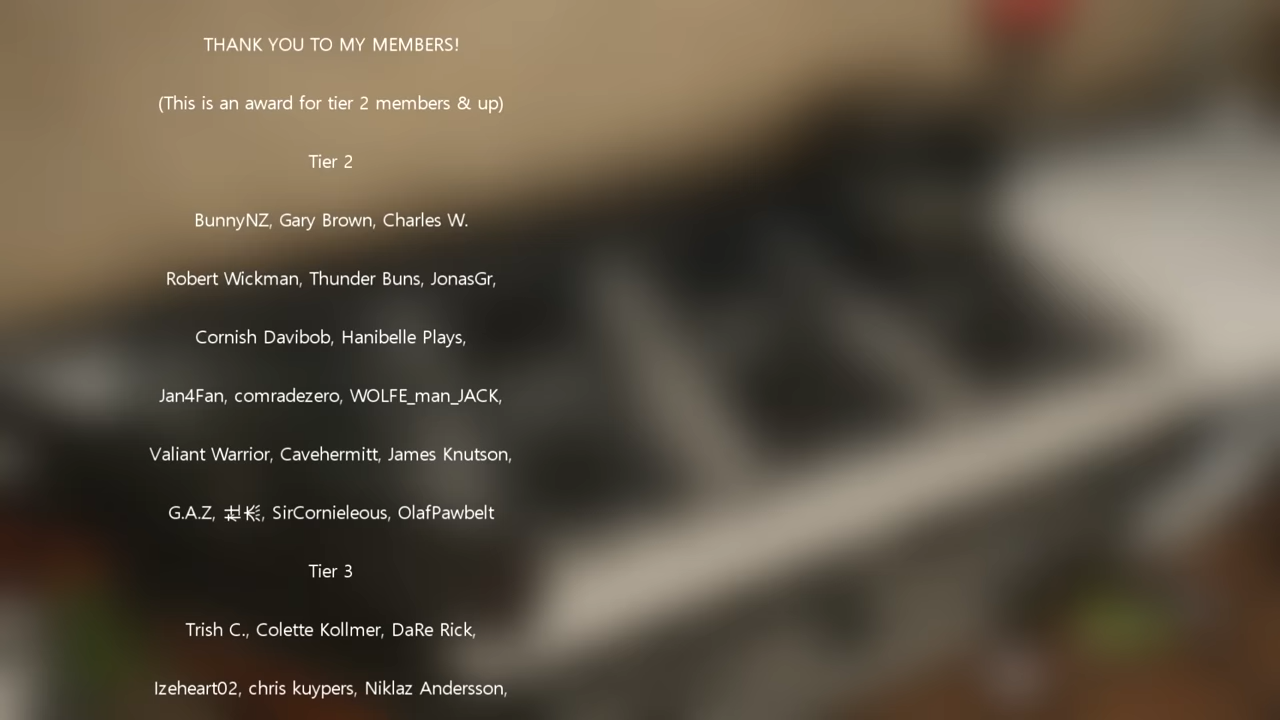 THANK YOU TO MY MEMBERS!
(This is an award for tier 2 members & up)
Tier 2
BunnyNZ, Gary Brown, Charles W.
Robert Wickman, Thunder Buns, JonasGr,
Cornish Davibob, Hanibelle Plays,
Jan4Fan, comradezero, WOLFE_man_JACK,
Valiant Warrior, Cavehermitt, James Knutson,
G.A.Z, SirCornieleous, OlafPawbelt
Tier 3
Trish C., Colette Kollmer, DaRe Rick,
Izeheart02, chris kuypers, Niklaz Andersson,